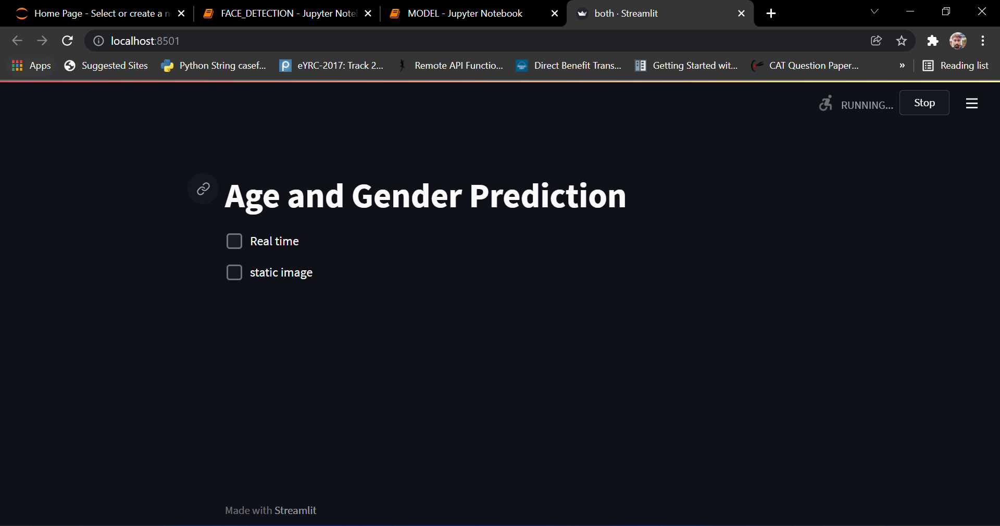 Home Page - Select or create a n
FACE_DETECTION - Jupyter Note
MODEL - Jupyter Notebook
both · Streamlit
localhost:8501
Apps
Suggested Sites
Python String casef...
eYRC-2017: Track 2...
Remote API Functio...
Direct Benefit Trans...
Getting Started wit...
CAT Question Paper...
»
Reading list
RUNNING...
Stop
Age and Gender Prediction
Real time
static image
Made with Streamlit